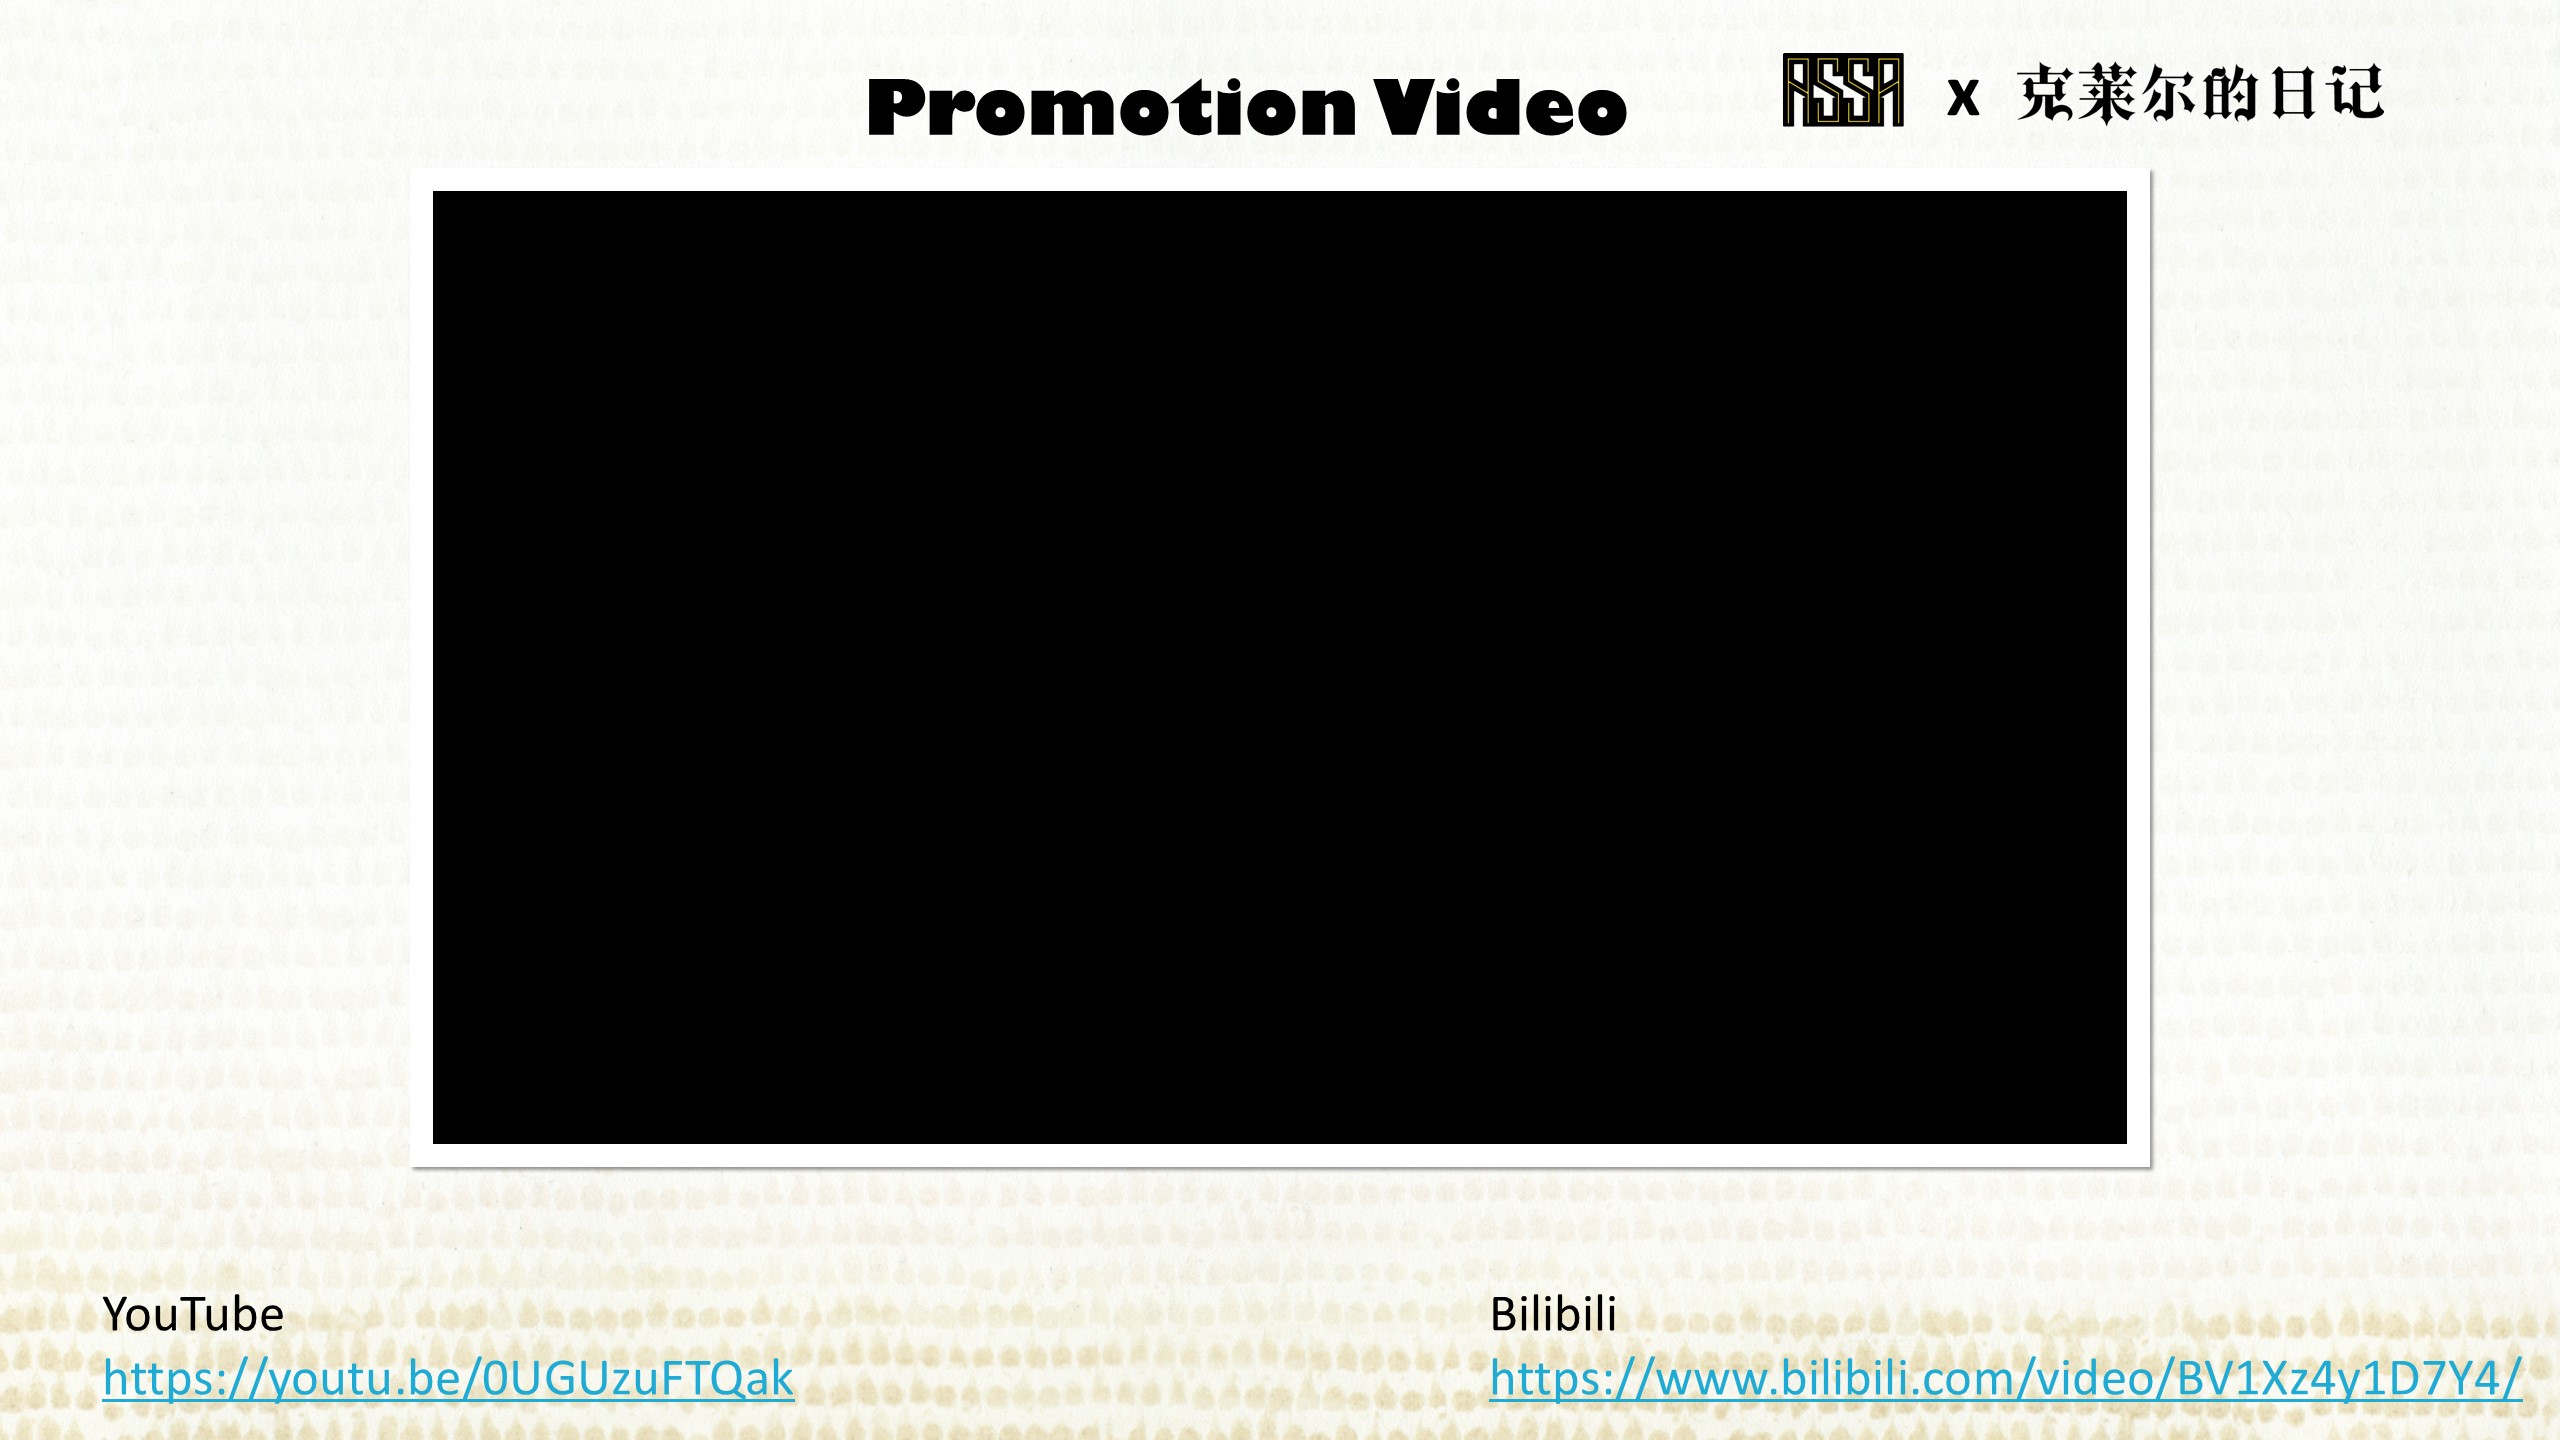 Promotion Video
ASSA x 克莱尔的日记
YouTube
https://youtu.be/0UGUzuFTQak
Bilibili
https://www.bilibili.com/video/BV1Xz4y1D7Y4/